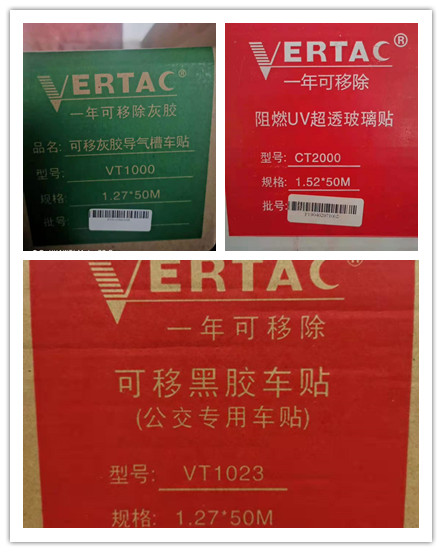 VERTAC®
一年可移除灰胶
品名: 可移灰胶导气槽车贴
型号: VT1000
规格: 1.27*50M
批号
VERTAC®
一年可移除
阻燃UV超透玻璃贴
型号: CT2000
规格: 1.52*50M
批号:
VERTAC®
一年可移除
可移黑胶车贴
(公交专用车贴)
型号: VT1023
规格: 1.27*50M